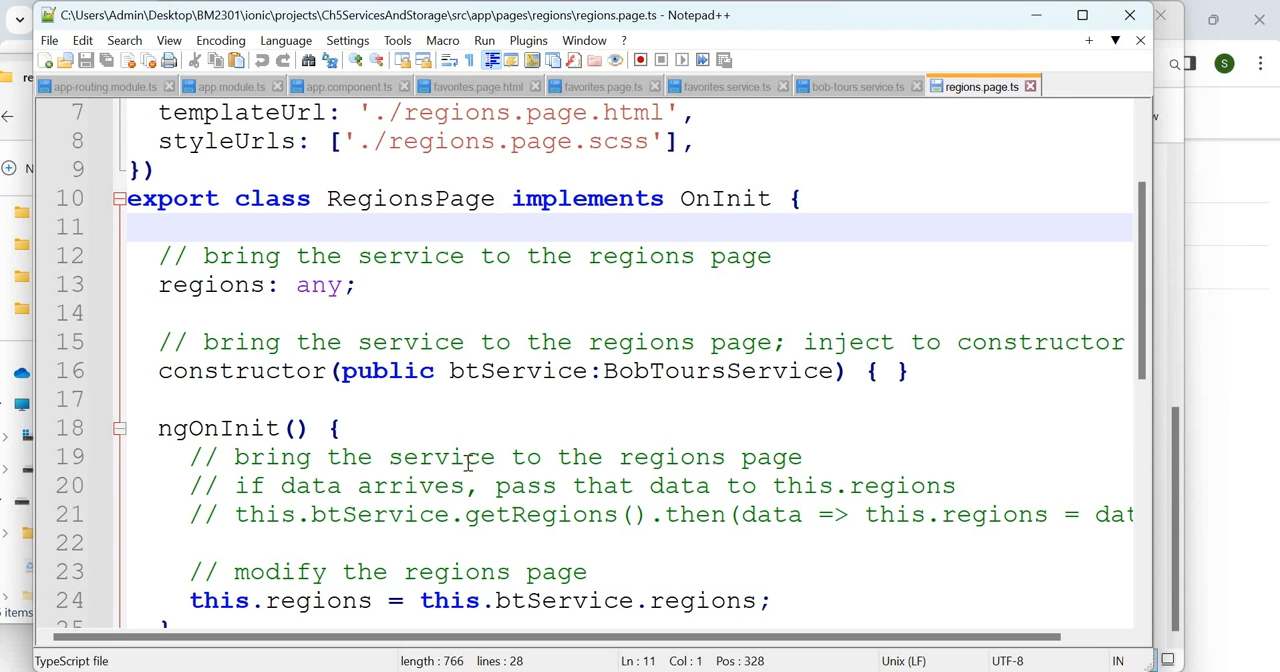 C:\Users\Admin\Desktop\BM2301\ionic\projects\Ch5ServicesAndStorage\src\app\pages\regions\regions.page.ts - Notepad++
File Edit Search View Encoding Language Settings Tools Macro Run Plugins Window ?
app-routing.module.ts app.module.ts app.component.ts favorites.page.html favorites.page.ts favorites.service.ts bob-tours.service.ts regions.page.ts
7 templateUrl: './regions.page.html',
8 styleUrls: ['./regions.page.scss'],
9 })
10 export class RegionsPage implements OnInit {
11
12 // bring the service to the regions page
13 regions: any;
14
15 // bring the service to the regions page; inject to constructor
16 constructor(public btService:BobToursService) { }
17
18 ngOnInit() {
19 // bring the service to the regions page
20 // if data arrives, pass that data to this.regions
21 // this.btService.getRegions().then(data => this.regions = dat
22
23 // modify the regions page
24 this.regions = this.btService.regions;
TypeScript file length : 766 lines : 28 Ln : 11 Col : 1 Pos : 328 Unix (LF) UTF-8 IN
S
items